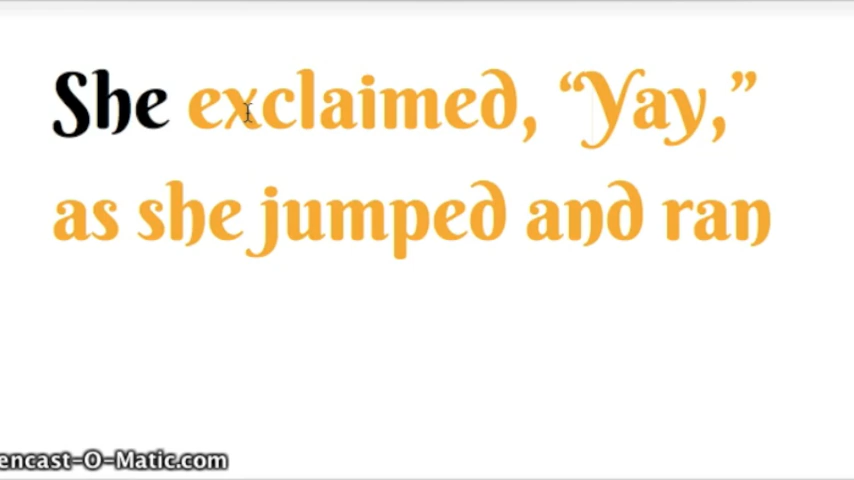 She exclaimed, “Yay,”
as she jumped and ran
encast-O-Matic.com